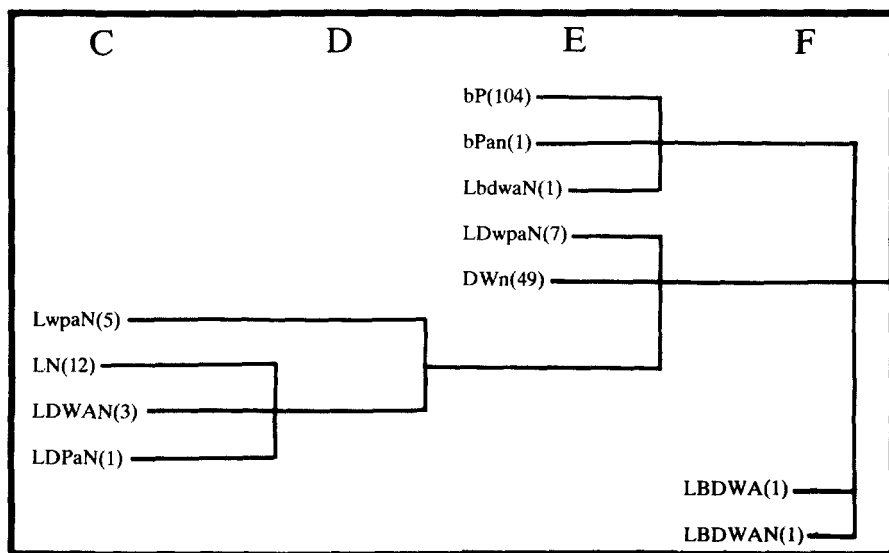 C D E F
bP(104)
bPan(1)
LbdwaN(1)
LDwpaN(7)
DWn(49)
LwpaN(5)
LN(12)
LDWAN(3)
LDPaN(1)
LBDWA(1)
LBDWAN(1)